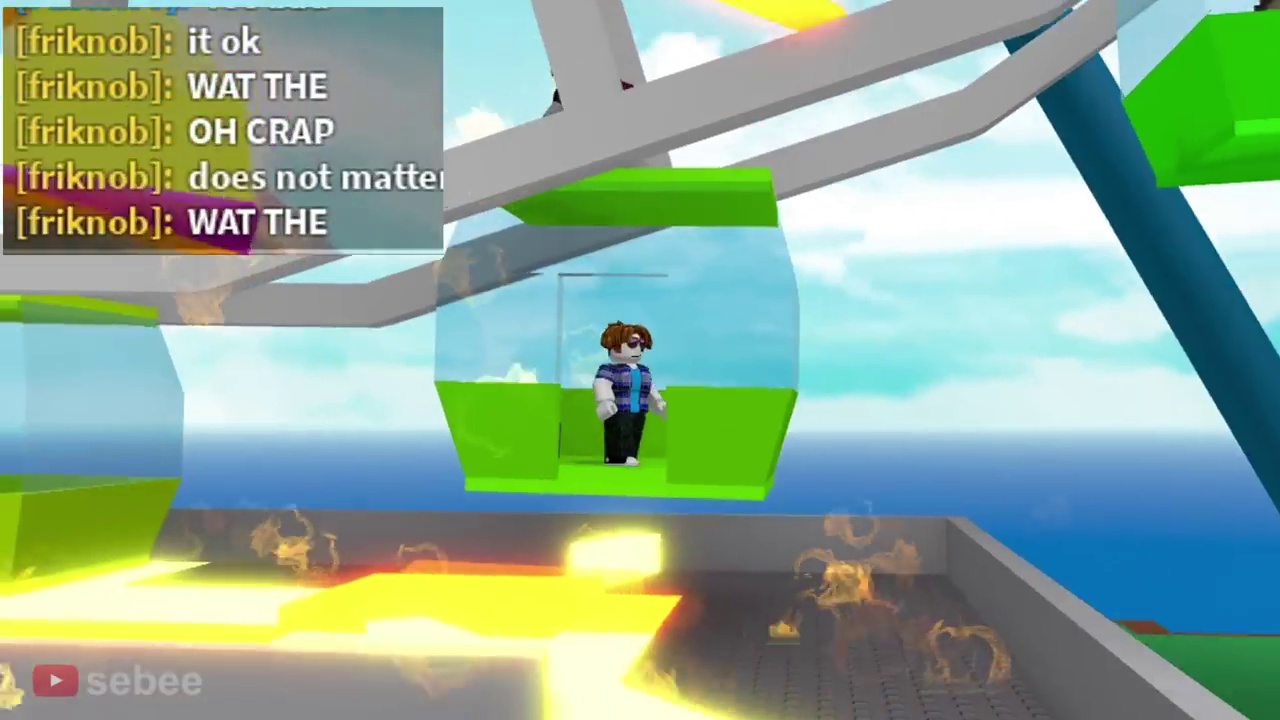 [friknob]: it ok
[friknob]: WAT THE
[friknob]: OH CRAP
[friknob]: does not matter
[friknob]: WAT THE
sebee